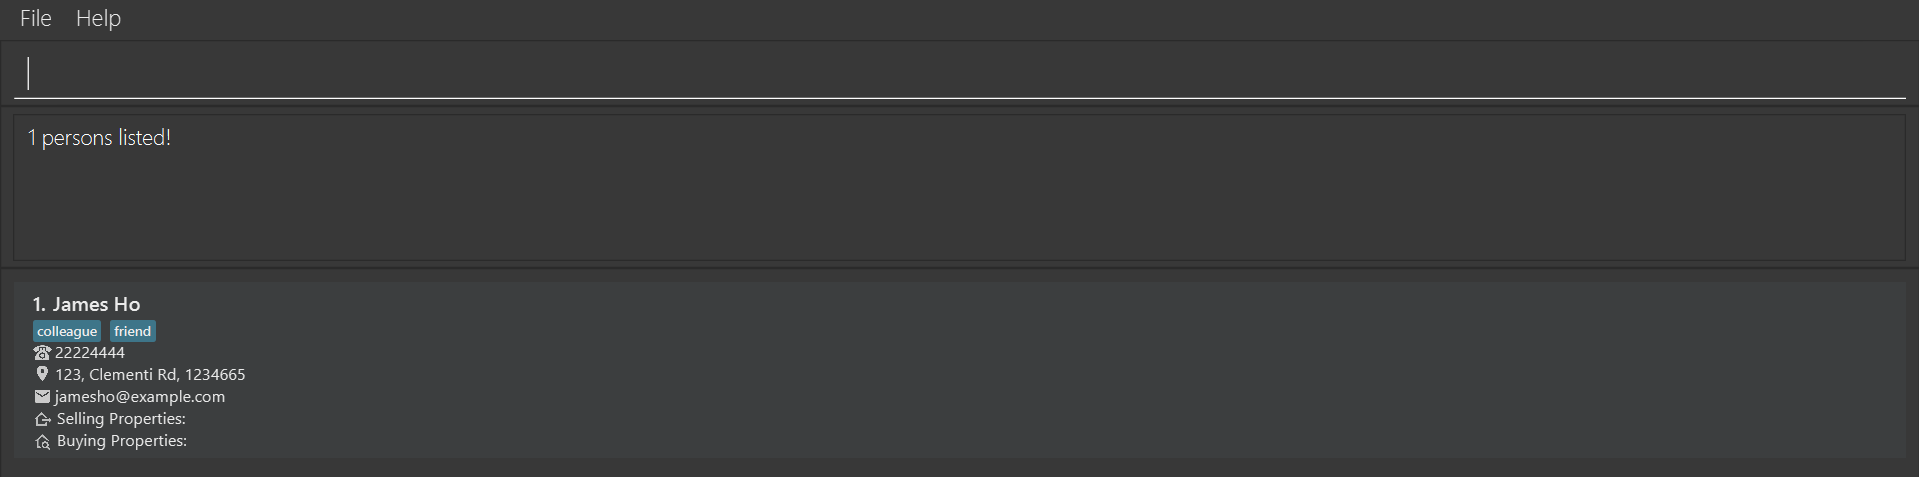 File Help
1 persons listed!
1. James Ho
colleague friend
22224444
123, Clementi Rd, 1234665
jamesho@example.com
Selling Properties:
Buying Properties: